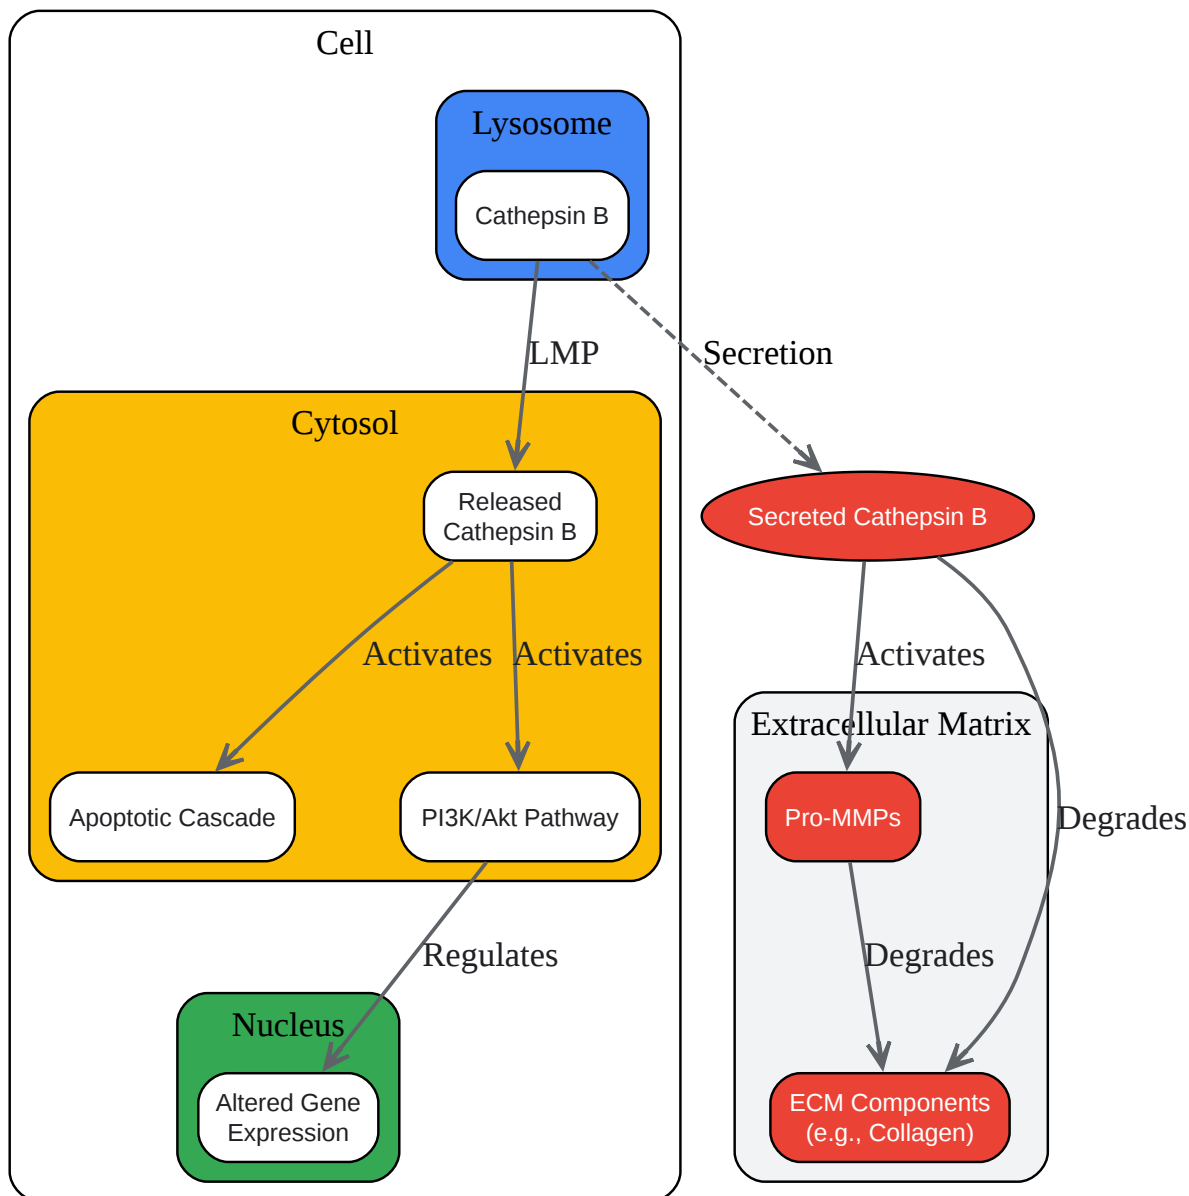 Cell
Lysosome
Cathepsin B
LMP
Secretion
Cytosol
Released
Cathepsin B
Secreted Cathepsin B
Activates
Activates
Activates
Extracellular Matrix
Apoptotic Cascade
PI3K/Akt Pathway
Pro-MMPs
Degrades
Regulates
Degrades
Nucleus
Altered Gene
Expression
ECM Components
(e.g., Collagen)